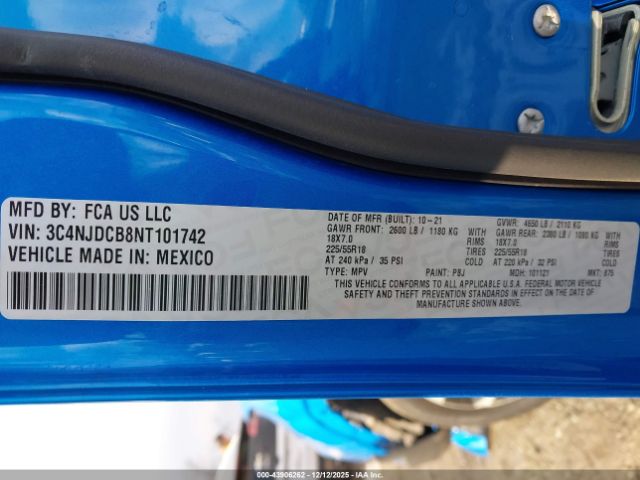 MFD BY: FCA US LLC
VIN: 3C4NJDCB8NT101742
VEHICLE MADE IN: MEXICO
DATE OF MFR (BUILT): 10-21
GVWR: 4650 LB / 2110 KG
GAWR FRONT: 2600 LB / 1180 KG WITH
GAWR REAR: 2380 LB / 1080 KG WITH
18X7.0 RIMS 18X7.0 RIMS
225/55R18 TIRES 225/55R18 TIRES
AT 240 kPa / 35 PSI COLD AT 220 kPa / 32 PSI COLD
TYPE: MPV PAINT: PBJ MDH: 101121 MKT: 875
THIS VEHICLE CONFORMS TO ALL APPLICABLE U.S.A. FEDERAL MOTOR VEHICLE
SAFETY AND THEFT PREVENTION STANDARDS IN EFFECT ON THE DATE OF
MANUFACTURE SHOWN ABOVE.
000-43906262 - 12/12/2025 - IAAI.com